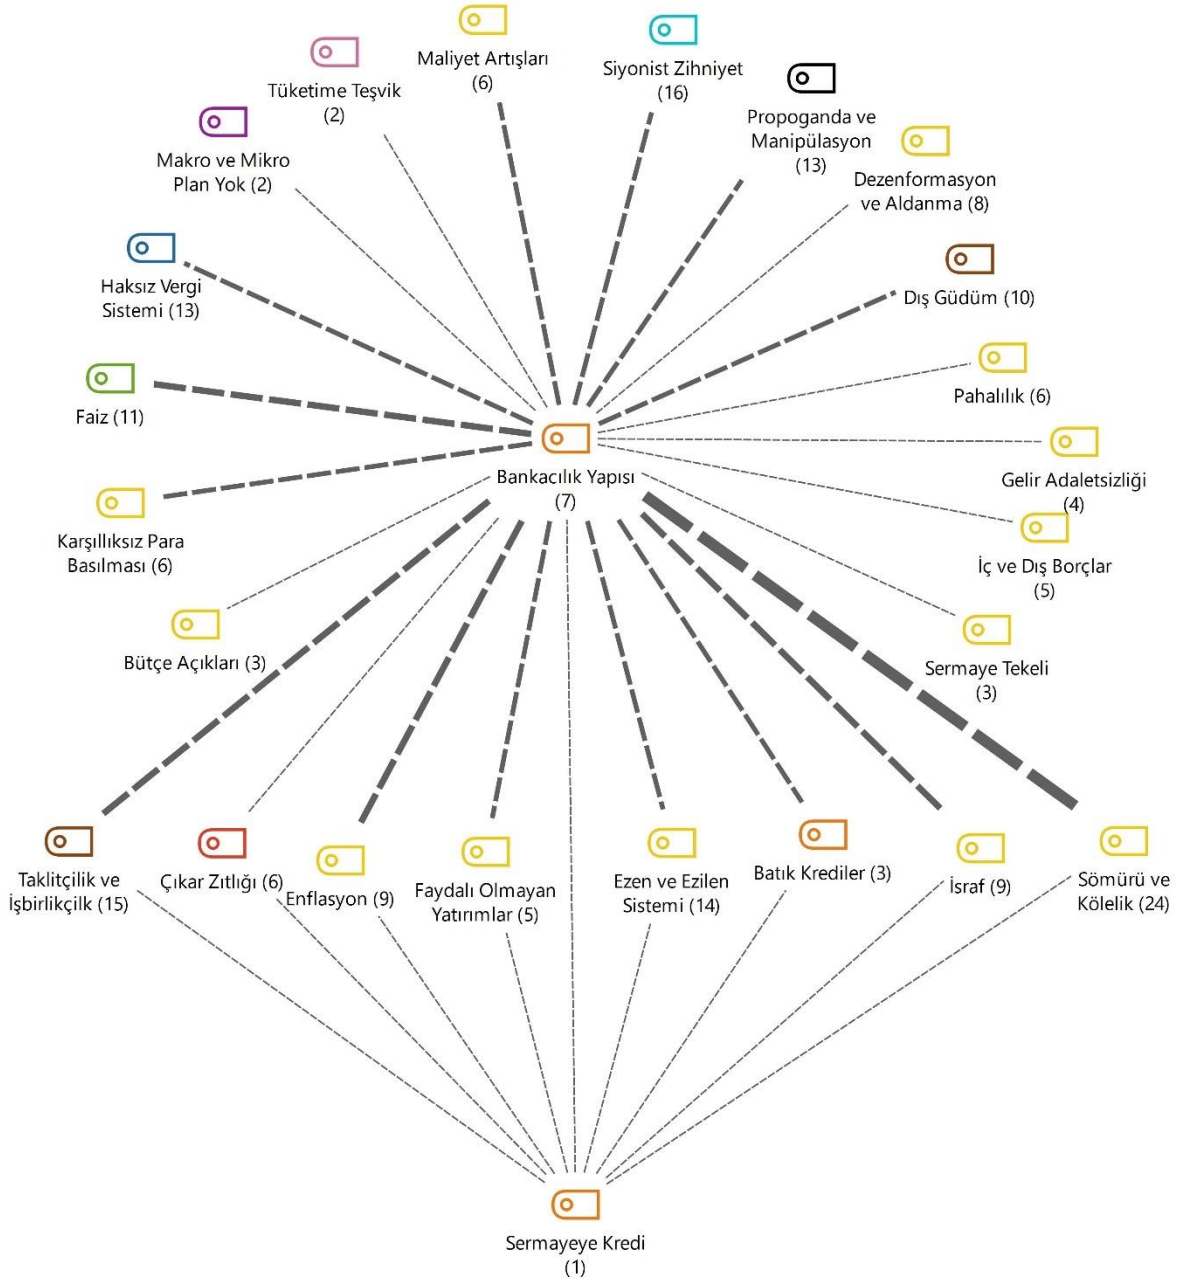 Maliyet Artışları
(6)
Siyonist Zihniyet
(16)
Tüketime Teşvik
(2)
Propoganda ve
Manipülasyon
(13)
Makro ve Mikro
Plan Yok (2)
Dezenformasyon
ve Aldanma (8)
Haksız Vergi
Sistemi (13)
Dış Güdüm (10)
Faiz (11)
Pahalılık (6)
Bankacılık Yapısı
(7)
Gelir Adaletsizliği
(4)
Karşıllıksız Para
Basılması (6)
İç ve Dış Borçlar
(5)
Bütçe Açıkları (3)
Sermaye Tekeli
(3)
Taklitçilik ve
İşbirlikçilk (15)
Çıkar Zıtlığı (6)
Enflasyon (9)
Faydalı Olmayan
Yatırımlar (5)
Ezen ve Ezilen
Sistemi (14)
Batık Krediler (3)
İsraf (9)
Sömürü ve
Kölelik (24)
Sermayeye Kredi
(1)